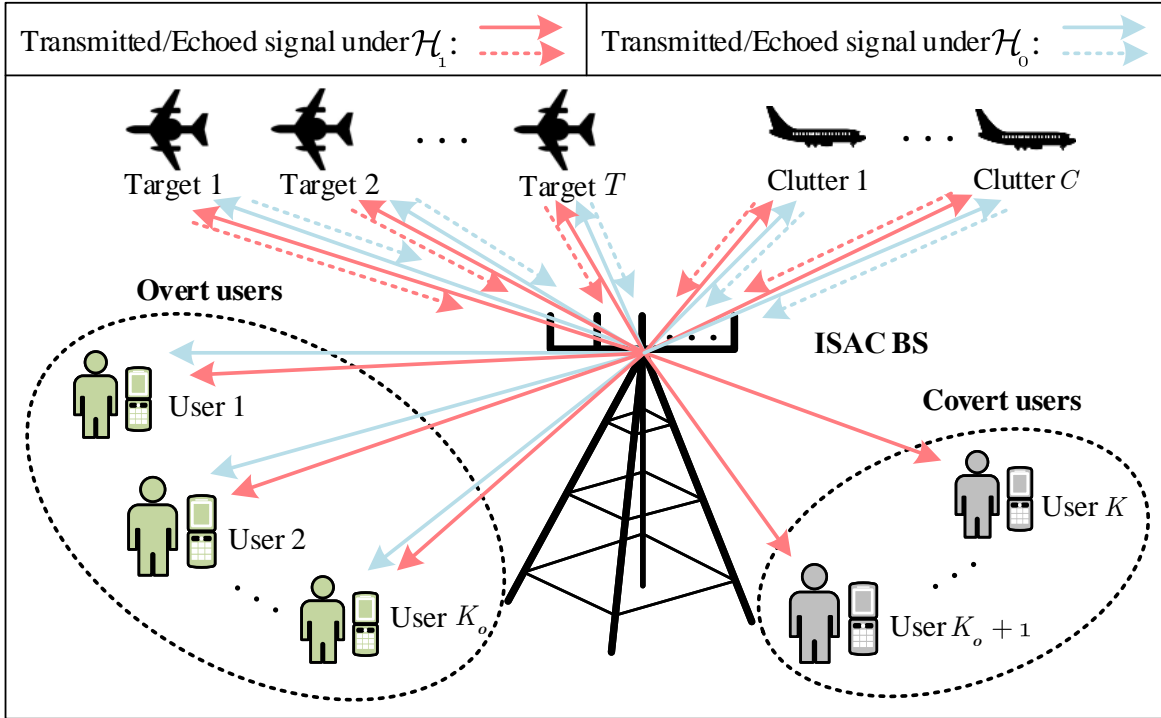 Transmitted/Echoed signal under $\mathcal{H}_1$:
Transmitted/Echoed signal under $\mathcal{H}_0$:
Target 1
Target 2
. . .
Target T
Clutter 1
. . .
Clutter C
Overt users
ISAC BS
. . .
User 1
Covert users
User 2
User K
. . .
. . .
User $K_o$
User $K_o + 1$